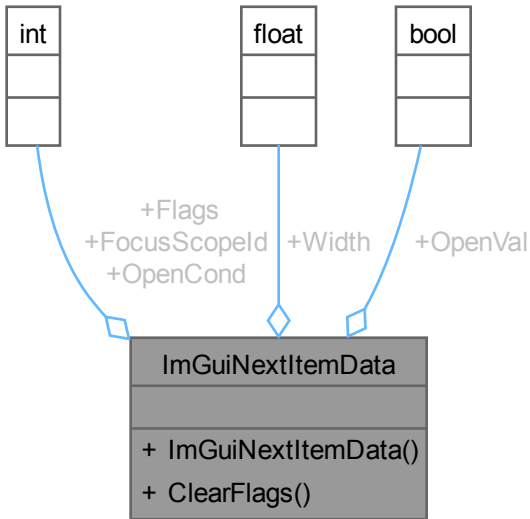 int
float
bool
+Flags
+FocusScopeId
+OpenCond
+Width
+OpenVal
ImGuiNextItemData
+ ImGuiNextItemData()
+ ClearFlags()